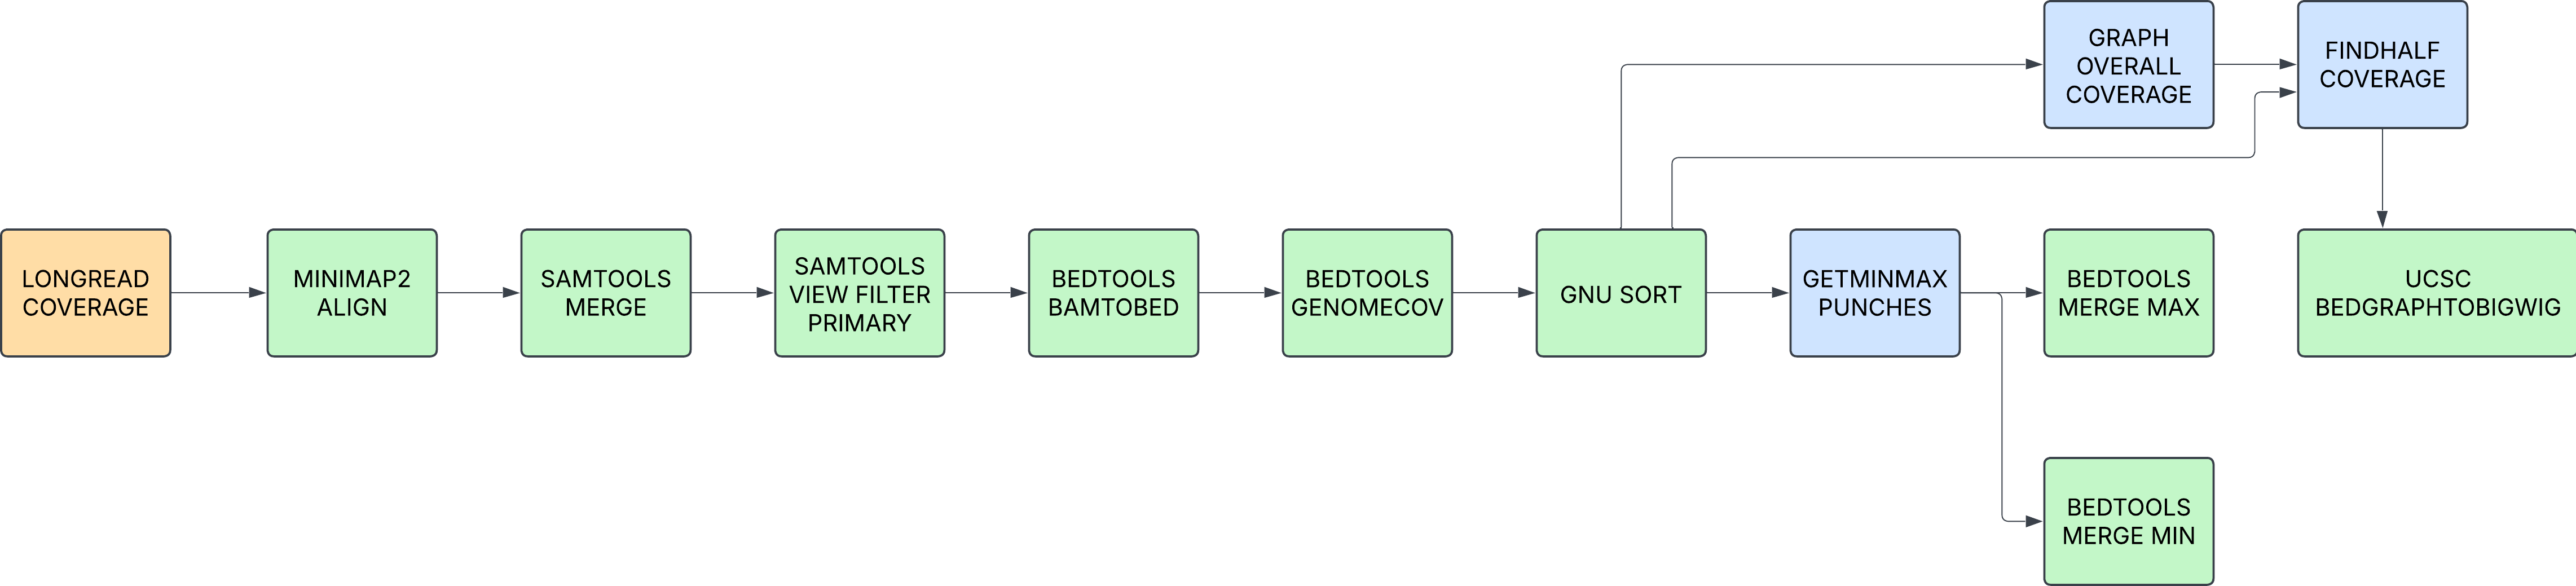 GRAPH
OVERALL
COVERAGE
FINDHALF
COVERAGE
LONGREAD
COVERAGE
MINIMAP2
ALIGN
SAMTOOLS
MERGE
SAMTOOLS
VIEW FILTER
PRIMARY
BEDTOOLS
BAMTOBED
BEDTOOLS
GENOMECOV
GNU SORT
GETMINMAX
PUNCHES
BEDTOOLS
MERGE MAX
UCSC
BEDGRAPHTOBIGWIG
BEDTOOLS
MERGE MIN